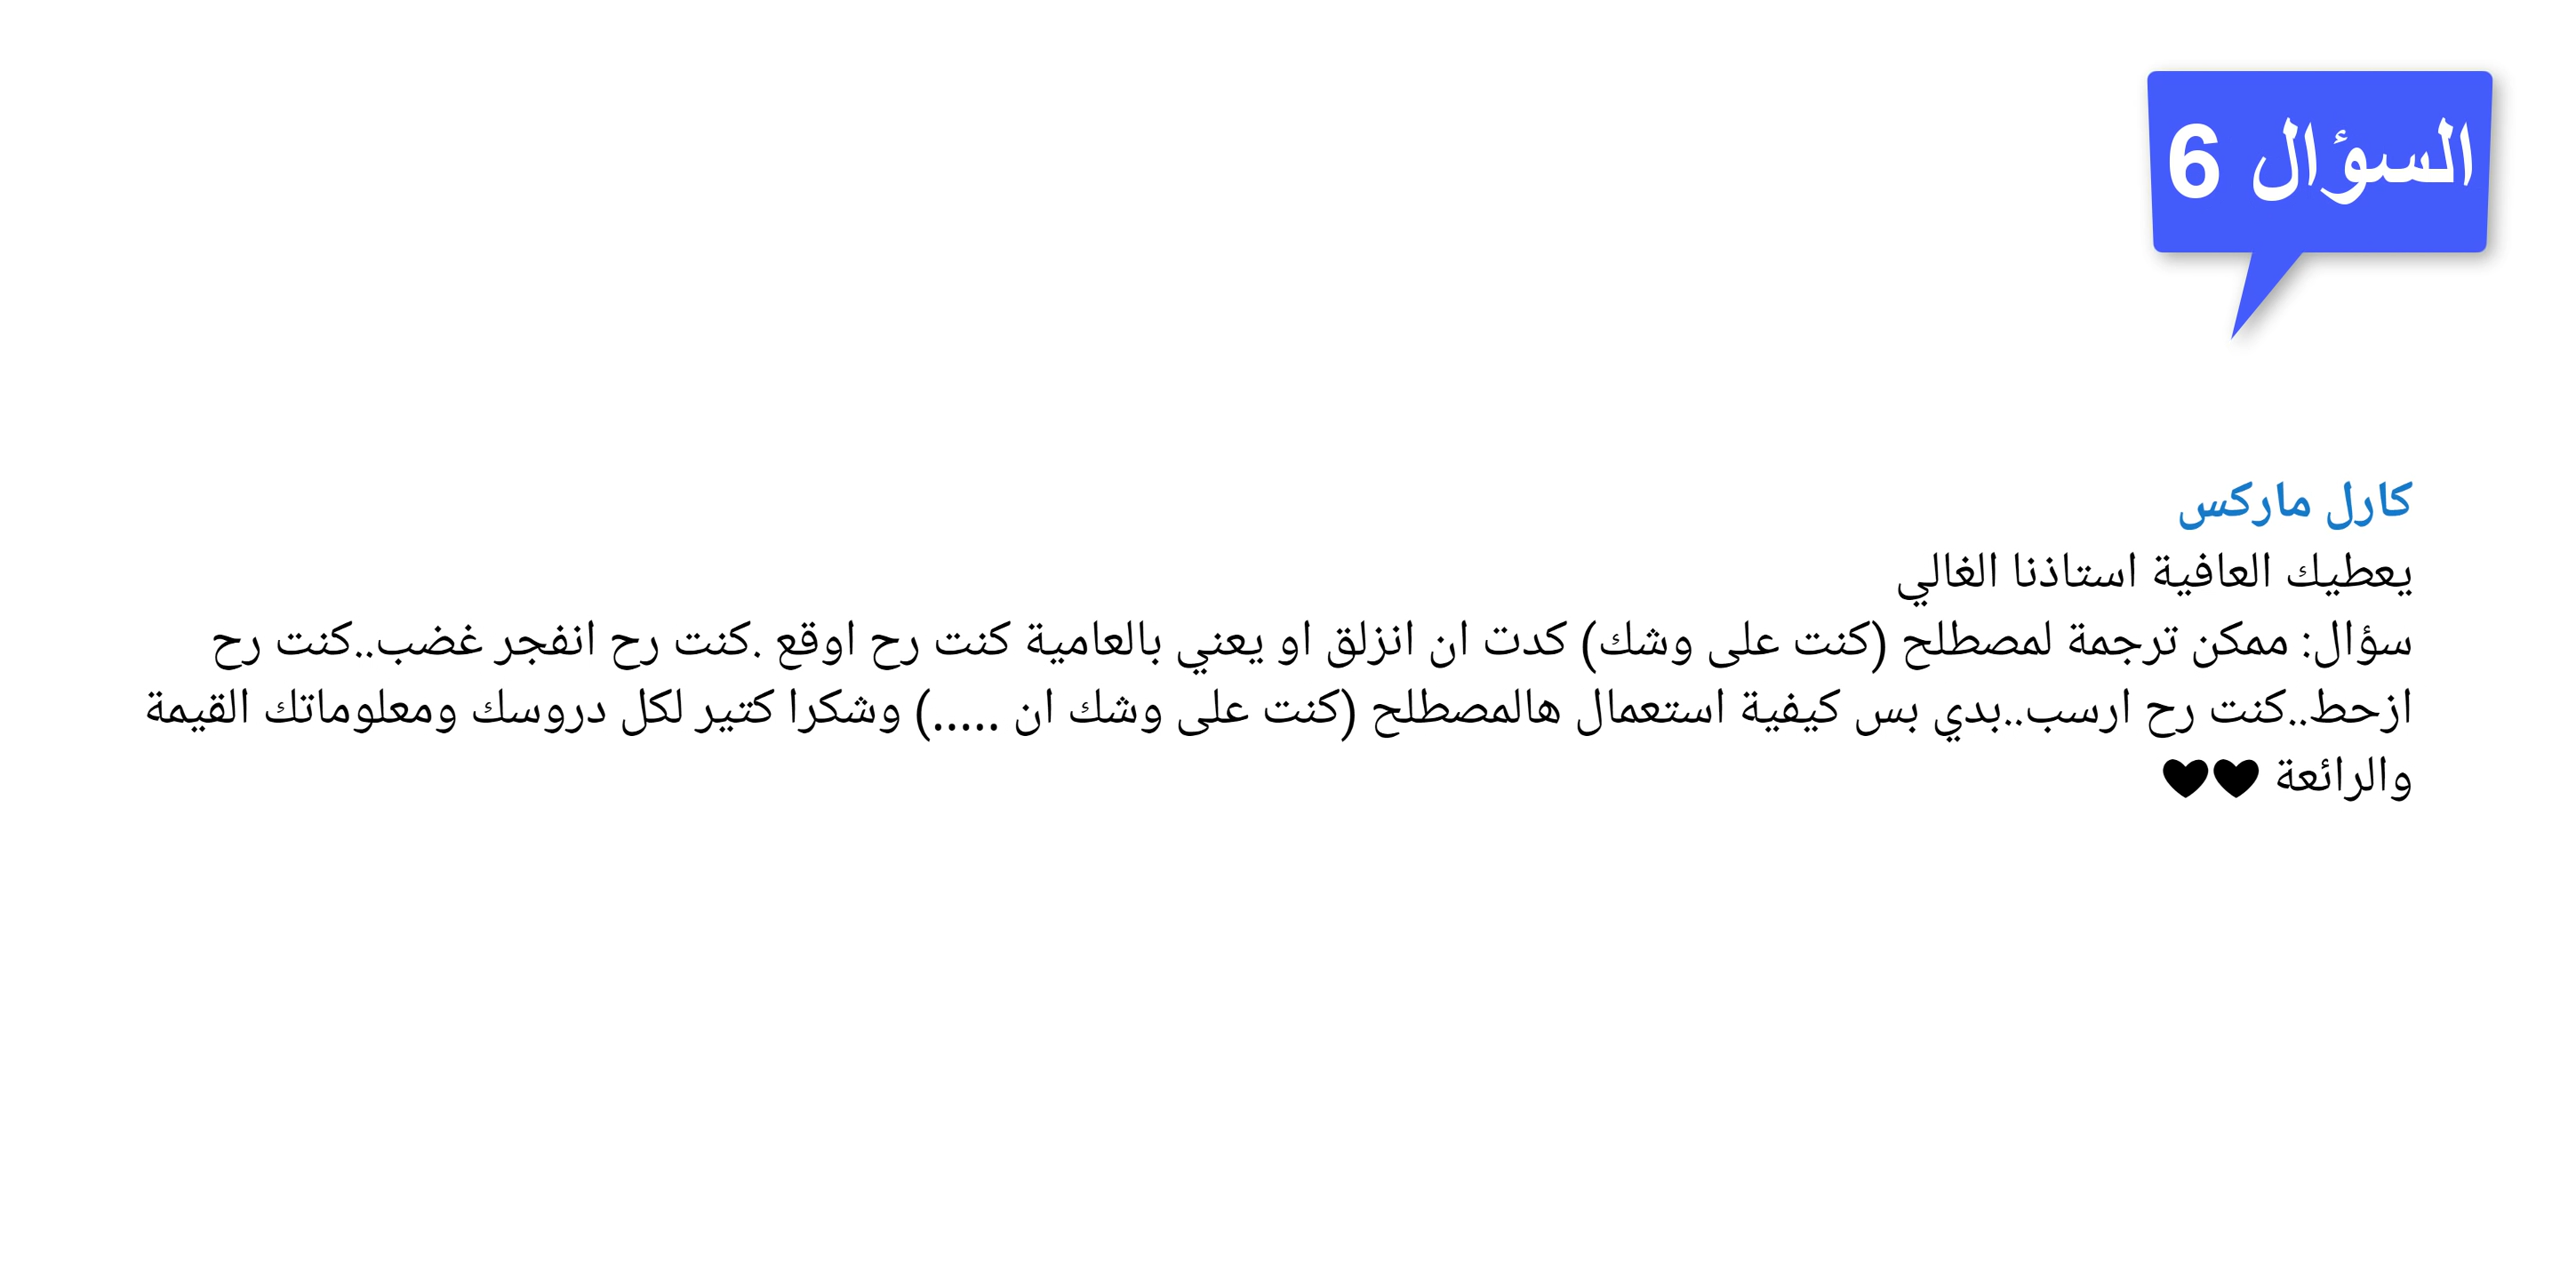 السؤال 6
كارل ماركس
يعطيك العافية استاذنا الغالي
سؤال: ممكن ترجمة لمصطلح (كنت على وشك) كدت ان انزلق او يعني بالعامية كنت رح اوقع .كنت رح انفجر غضب..كنت رح
ازحط..كنت رح ارسب..بدي بس كيفية استعمال هالمصطلح (كنت على وشك ان .....) وشكرا كتير لكل دروسك ومعلوماتك القيمة
والرائعة ♥♥